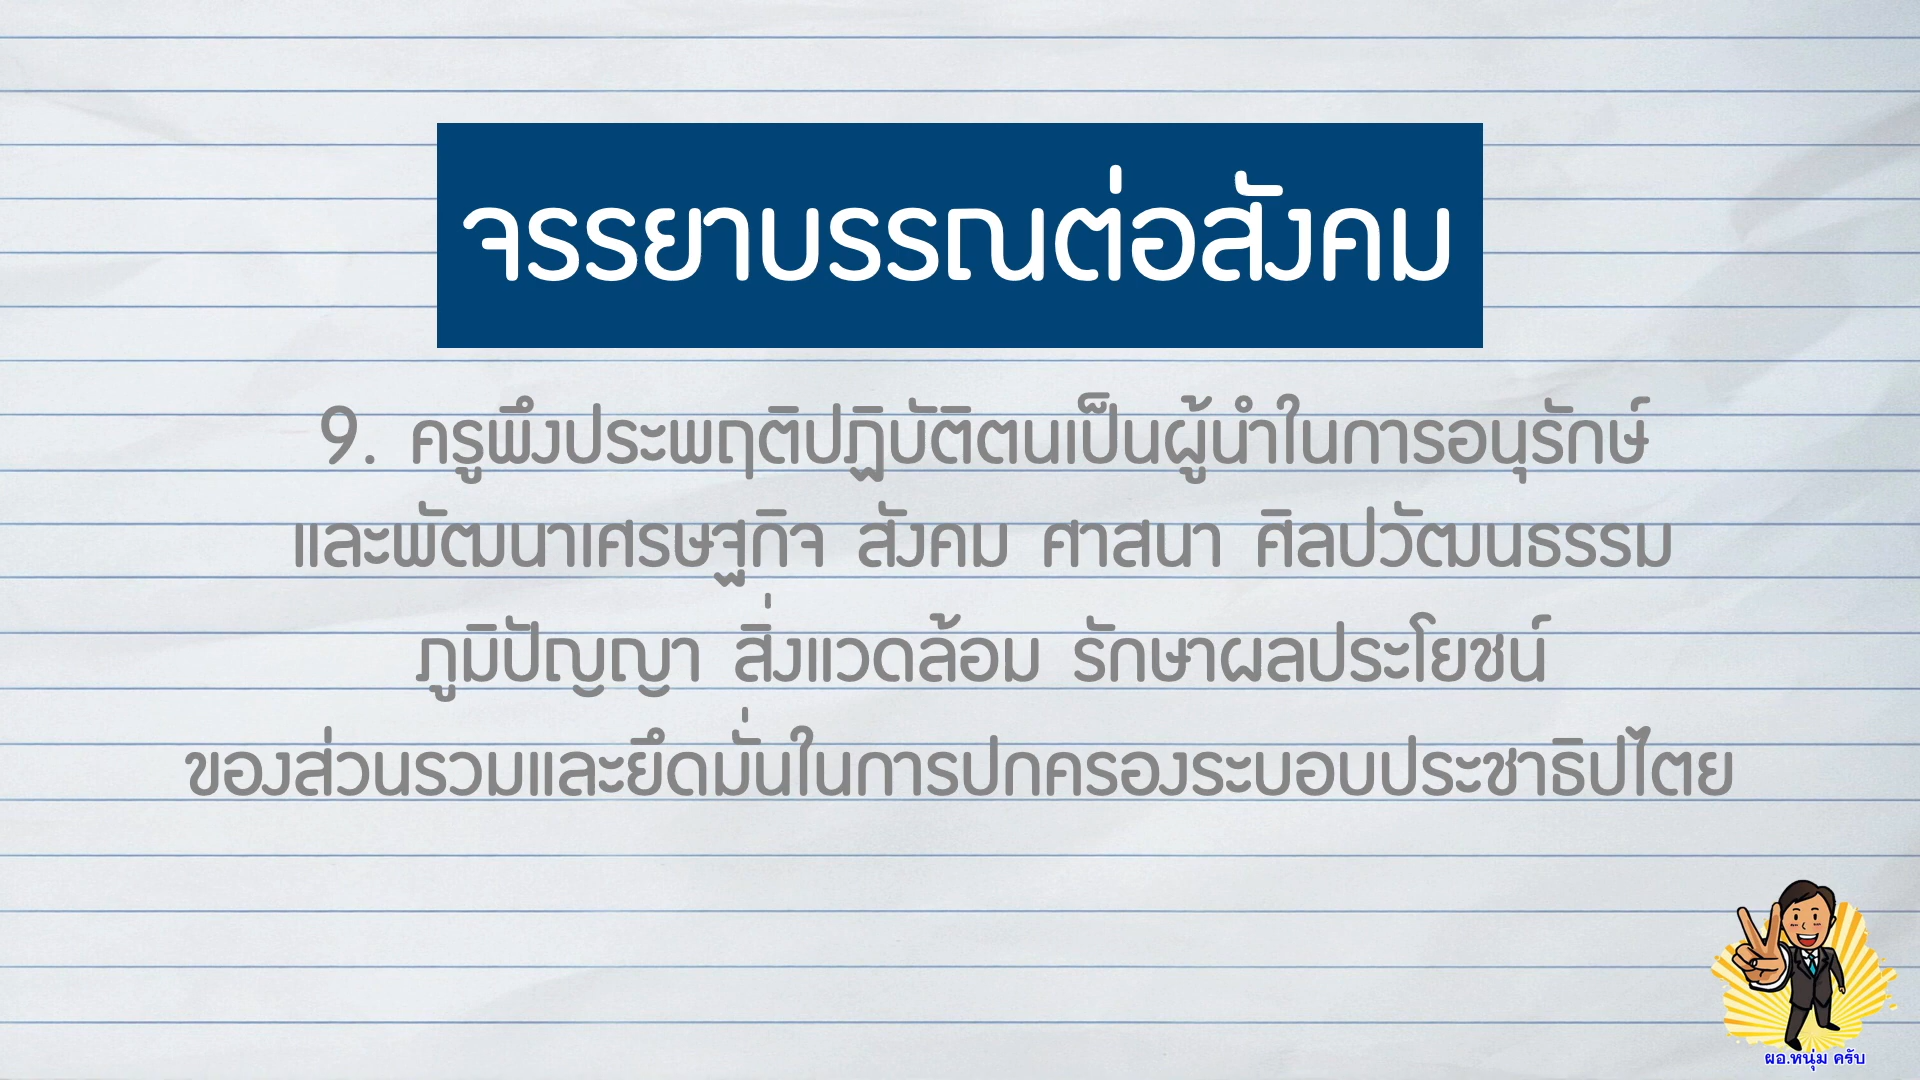 จรรยาบรรณต่อสังคม
9. ครูพึงประพฤติปฏิบัติตนเป็นผู้นำในการอนุรักษ์
และพัฒนาเศรษฐกิจ สังคม ศาสนา ศิลปวัฒนธรรม
ภูมิปัญญา สิ่งแวดล้อม รักษาผลประโยชน์
ของส่วนรวมและยึดมั่นในการปกครองระบอบประชาธิปไตย
ผอ.หนุ่ม ครับ